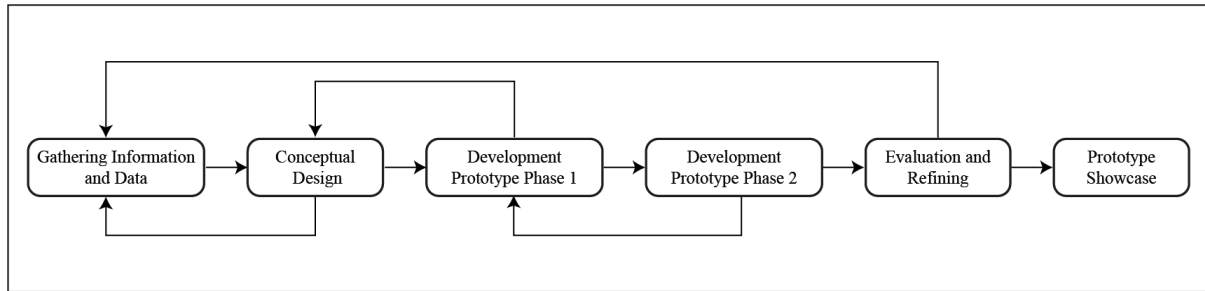 Gathering Information
and Data
Conceptual
Design
Development
Prototype Phase 1
Development
Prototype Phase 2
Evaluation and
Refining
Prototype
Showcase